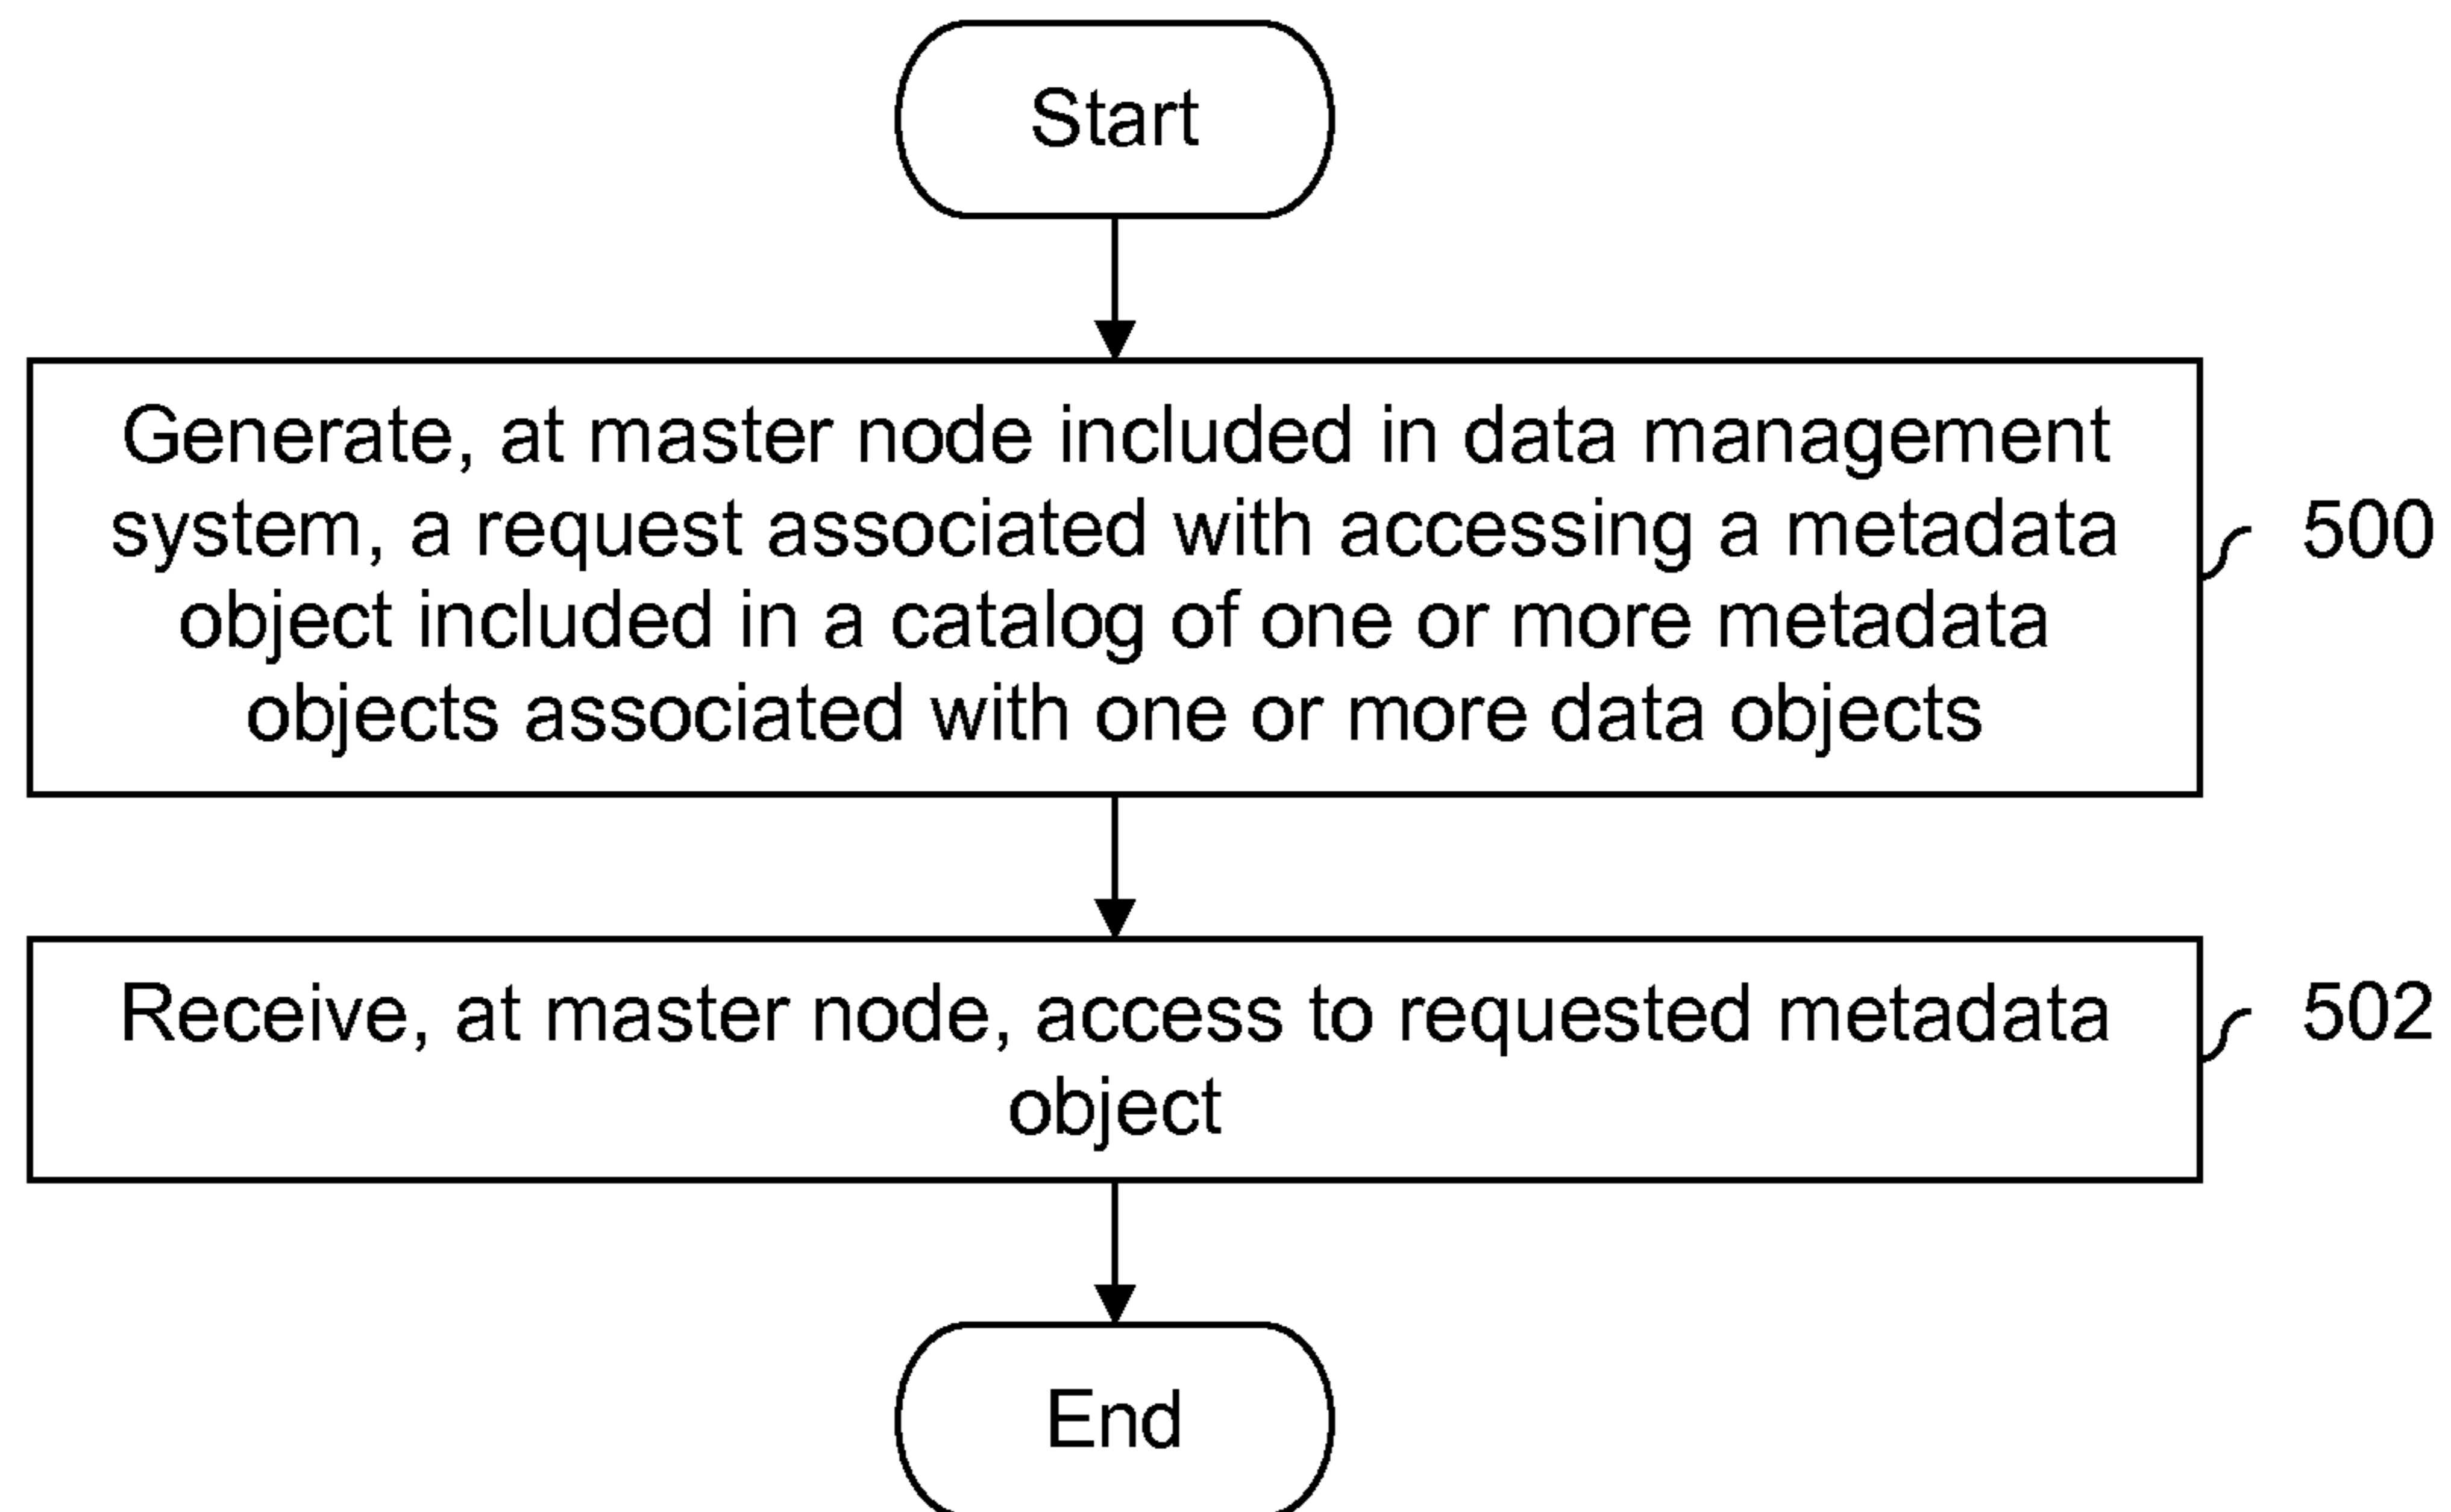 Start
Generate, at master node included in data management
system, a request associated with accessing a metadata
object included in a catalog of one or more metadata
objects associated with one or more data objects
500
Receive, at master node, access to requested metadata
object
502
End